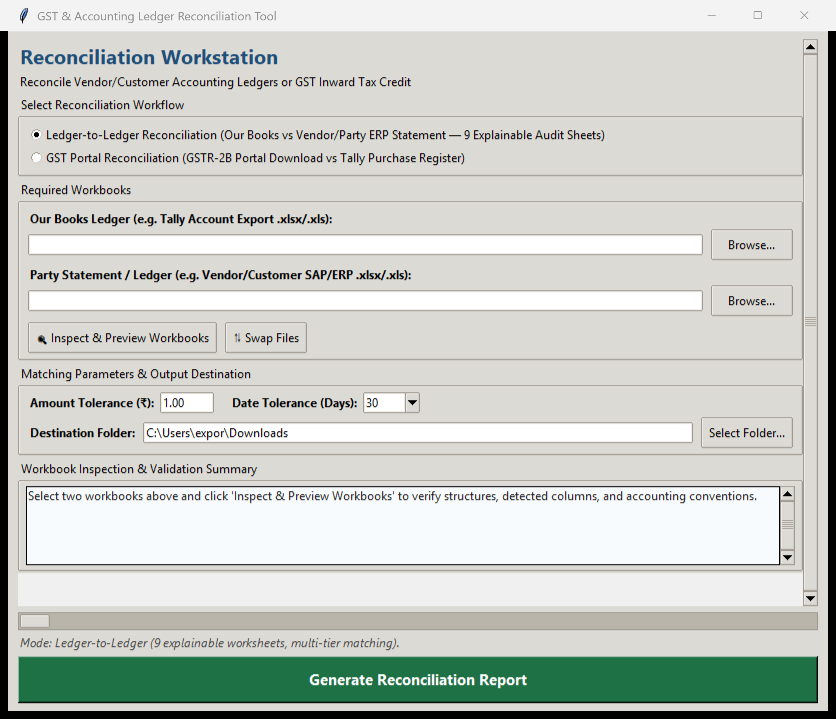 GST & Accounting Ledger Reconciliation Tool
Reconciliation Workstation
Reconcile Vendor/Customer Accounting Ledgers or GST Inward Tax Credit
Select Reconciliation Workflow
Ledger-to-Ledger Reconciliation (Our Books vs Vendor/Party ERP Statement — 9 Explainable Audit Sheets)
GST Portal Reconciliation (GSTR-2B Portal Download vs Tally Purchase Register)
Required Workbooks
Our Books Ledger (e.g. Tally Account Export .xlsx/.xls):
Browse...
Party Statement / Ledger (e.g. Vendor/Customer SAP/ERP .xlsx/.xls):
Browse...
Inspect & Preview Workbooks Swap Files
Matching Parameters & Output Destination
Amount Tolerance (₹): 1.00 Date Tolerance (Days): 30
Destination Folder: C:\Users\expor\Downloads Select Folder...
Workbook Inspection & Validation Summary
Select two workbooks above and click 'Inspect & Preview Workbooks' to verify structures, detected columns, and accounting conventions.
Mode: Ledger-to-Ledger (9 explainable worksheets, multi-tier matching).
Generate Reconciliation Report